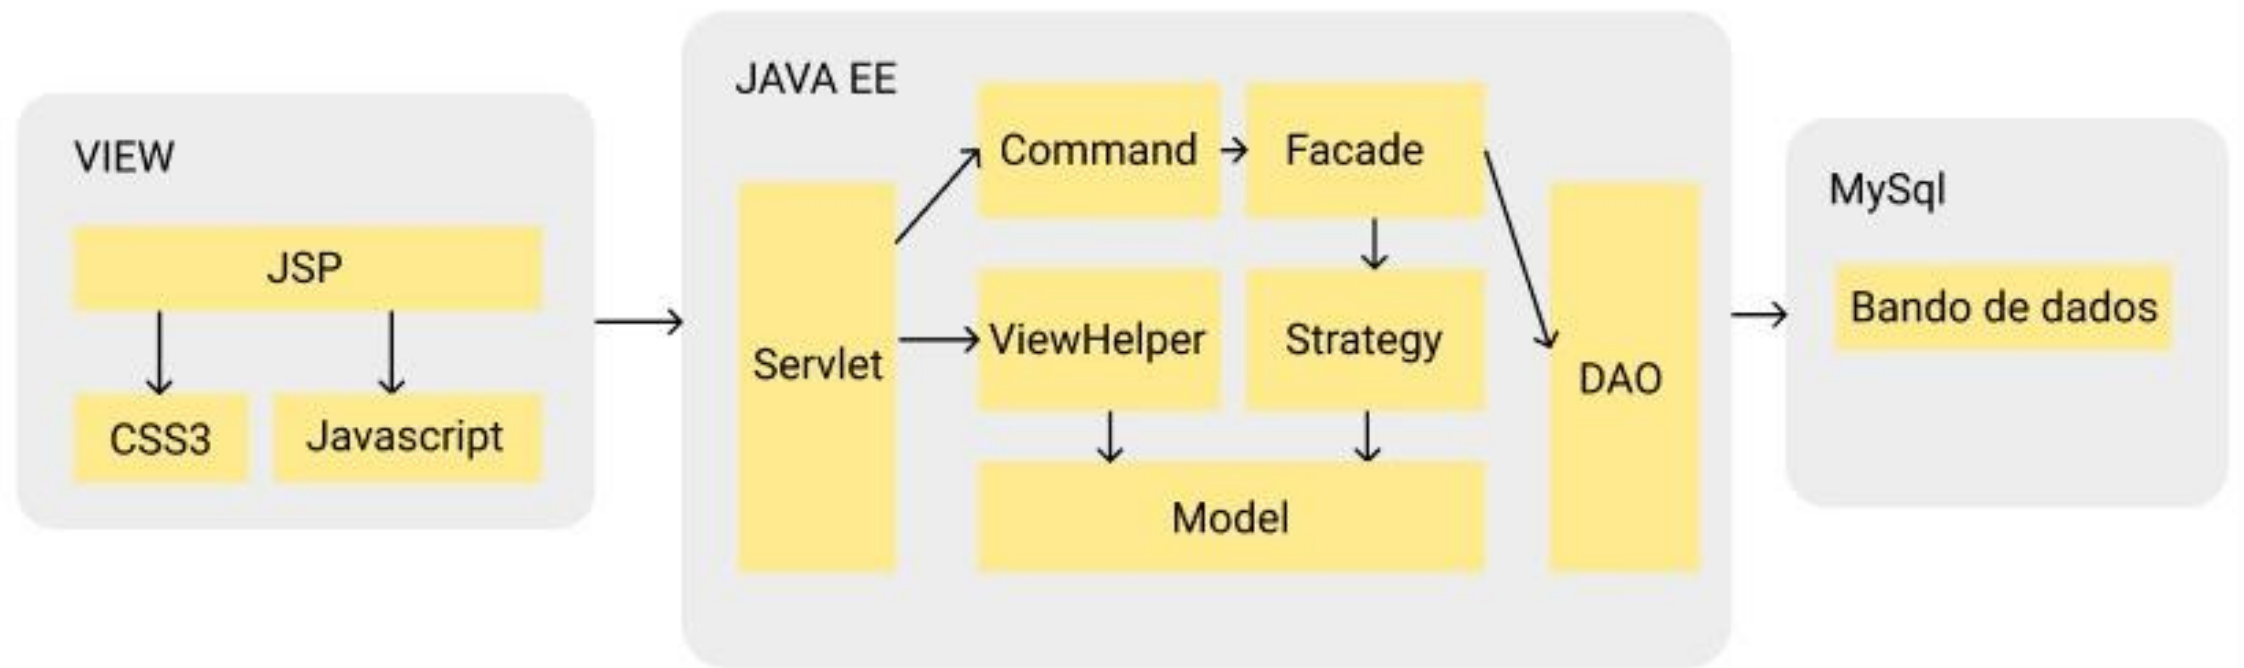 VIEW
JSP
CSS3
Javascript
JAVA EE
Servlet
Command
Facade
ViewHelper
Strategy
Model
DAO
MySql
Bando de dados